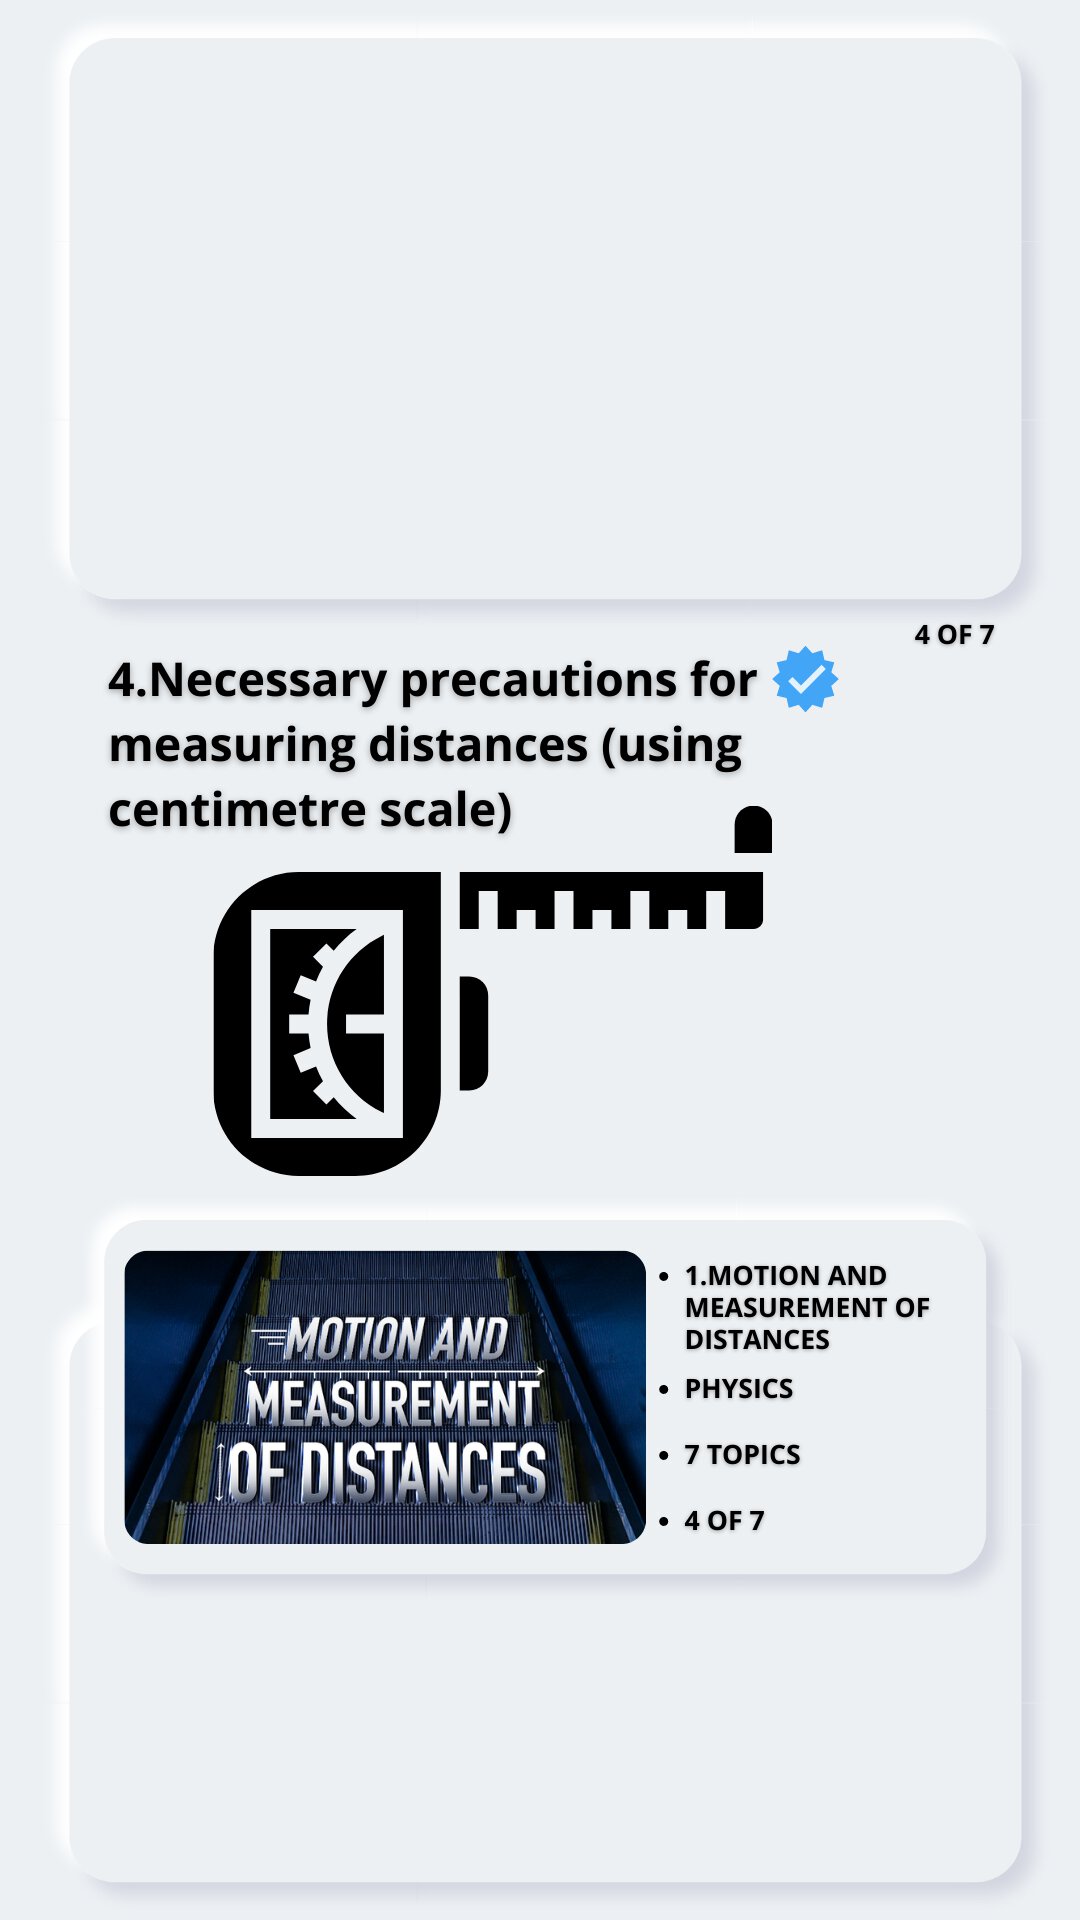 4 OF 7
4.Necessary precautions for
measuring distances (using
centimetre scale)
MOTION AND
MEASUREMENT
OF DISTANCES
• 1.MOTION AND
MEASUREMENT OF
DISTANCES
• PHYSICS
• 7 TOPICS
• 4 OF 7